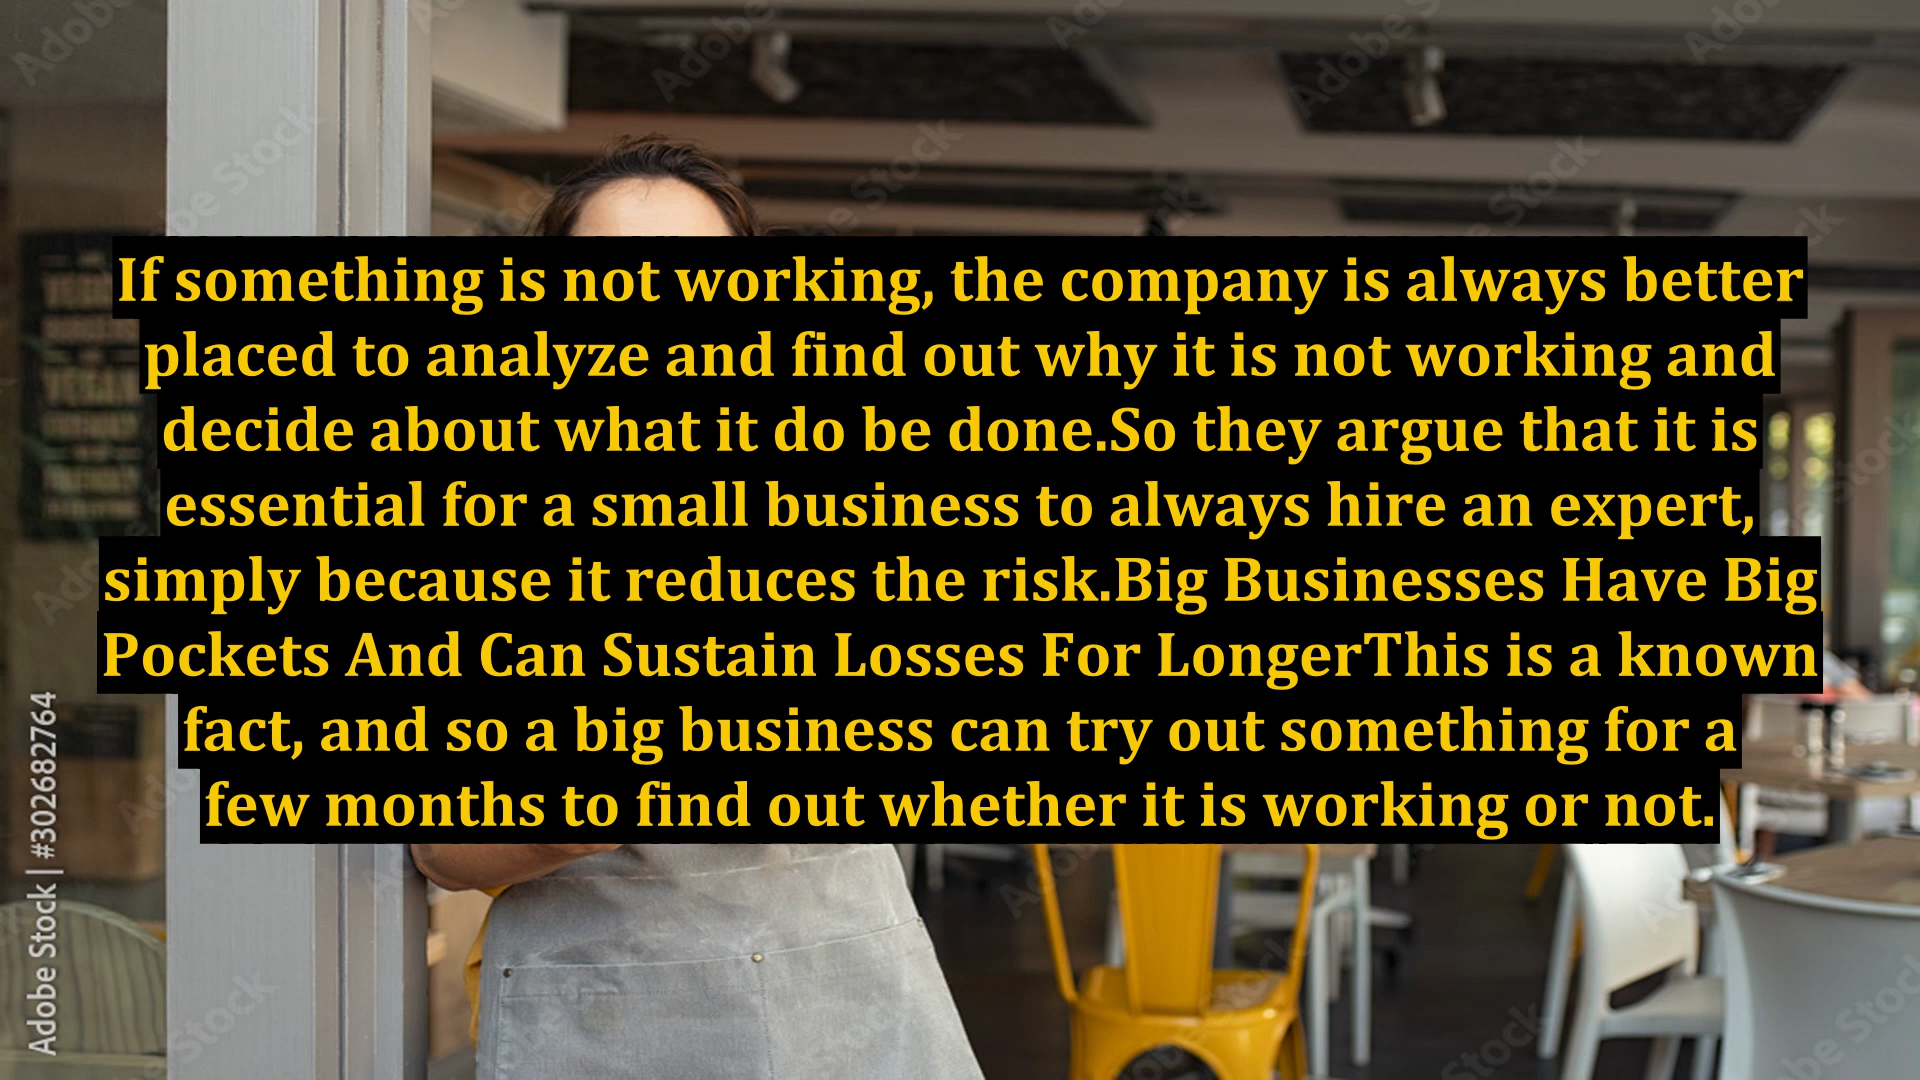 If something is not working, the company is always better
placed to analyze and find out why it is not working and
decide about what it do be done.So they argue that it is
essential for a small business to always hire an expert,
simply because it reduces the risk.Big Businesses Have Big
Pockets And Can Sustain Losses For LongerThis is a known
fact, and so a big business can try out something for a
few months to find out whether it is working or not.
Adobe Stock | #302682764